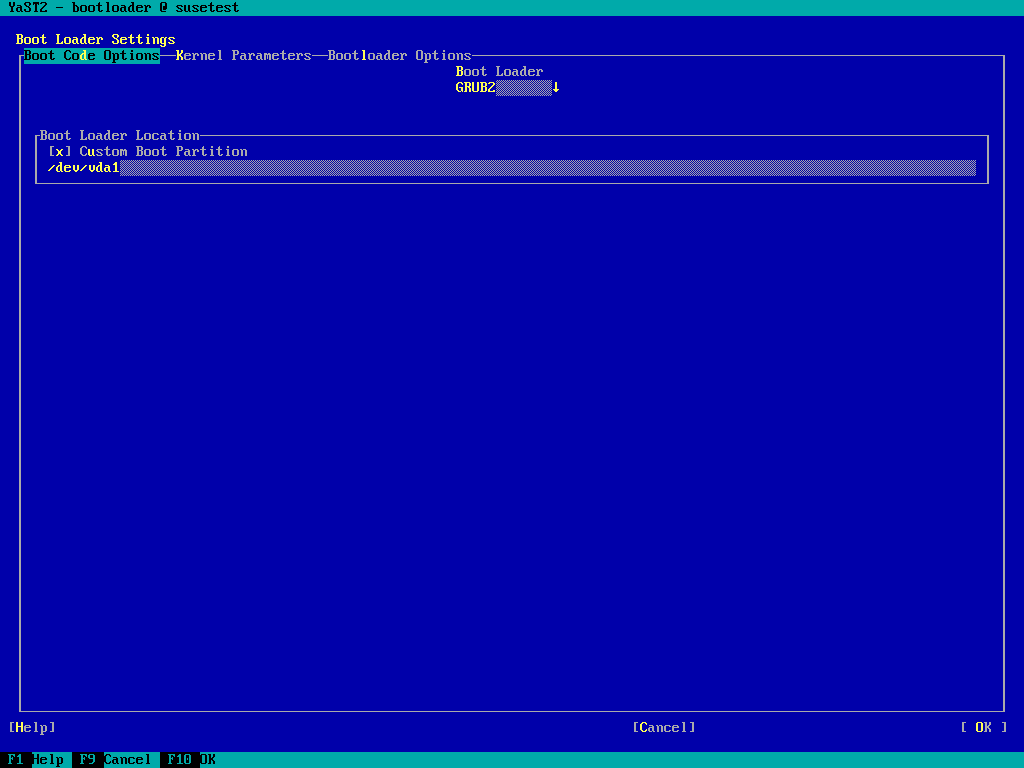 YaST2 - bootloader @ susetest
Boot Loader Settings
Boot Code Options Kernel Parameters Bootloader Options
Boot Loader
GRUB2 ↓
Boot Loader Location
[x] Custom Boot Partition
/dev/vda1
[Help] [Cancel] [ OK ]
F1 Help F9 Cancel F10 OK